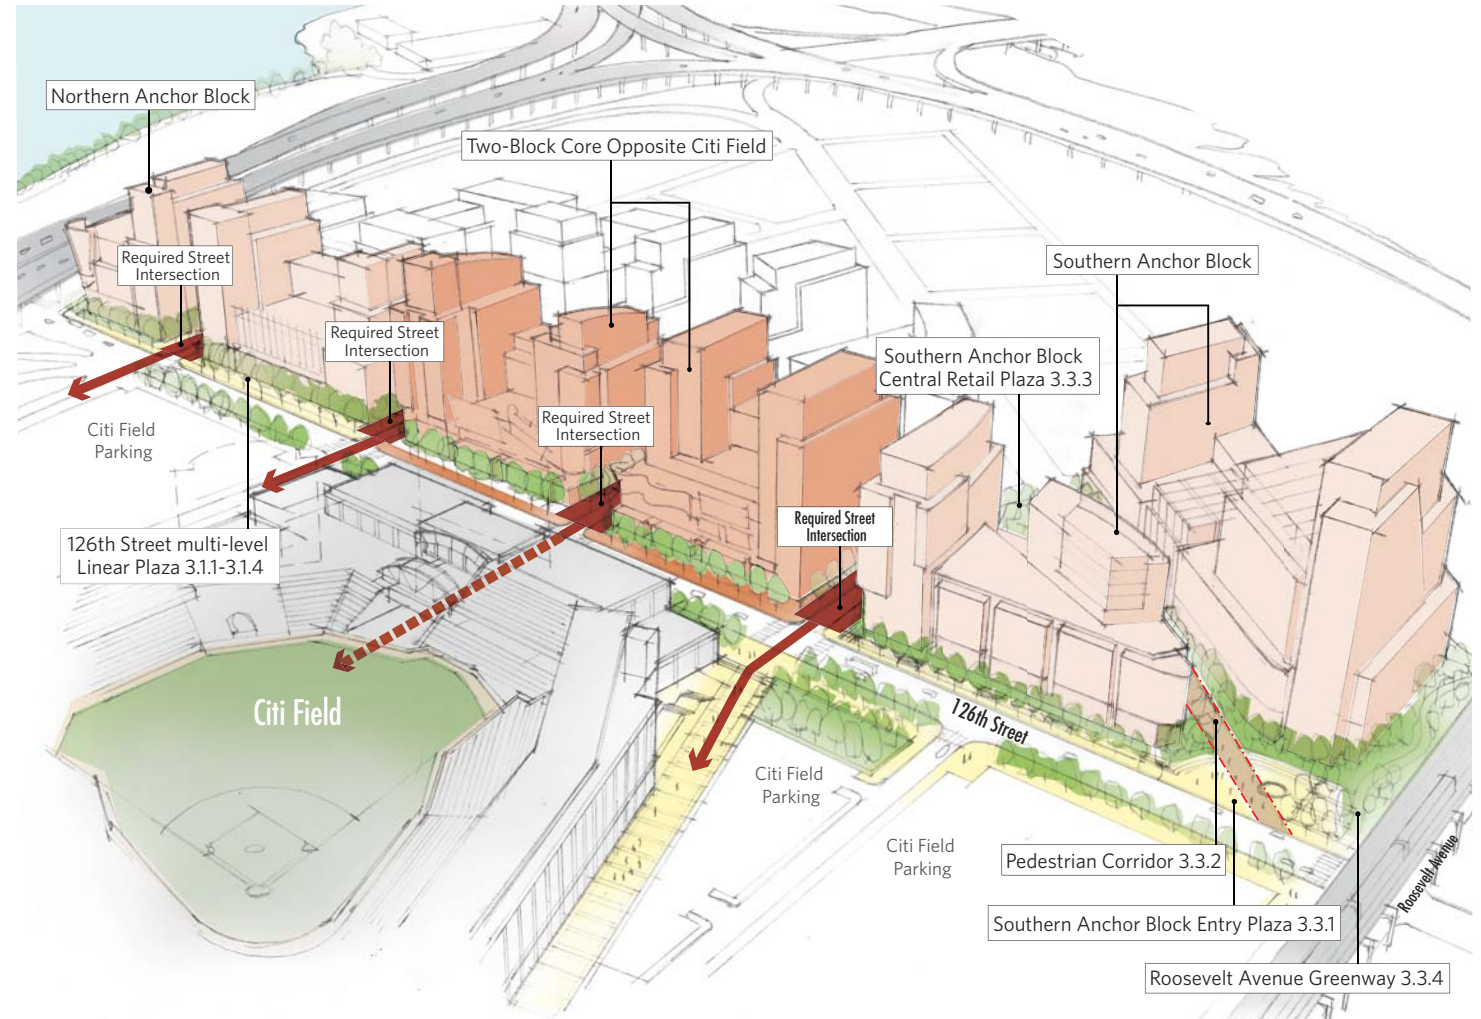 Northern Anchor Block
Two-Block Core Opposite Citi Field
Required Street
Intersection
Southern Anchor Block
Required Street
Intersection
Southern Anchor Block
Central Retail Plaza 3.3.3
Citi Field
Parking
Required Street
Intersection
Required Street
Intersection
126th Street multi-level
Linear Plaza 3.1.1-3.1.4
Citi Field
126th Street
Citi Field
Parking
Citi Field
Parking
Pedestrian Corridor 3.3.2
Roosevelt Avenue
Southern Anchor Block Entry Plaza 3.3.1
Roosevelt Avenue Greenway 3.3.4